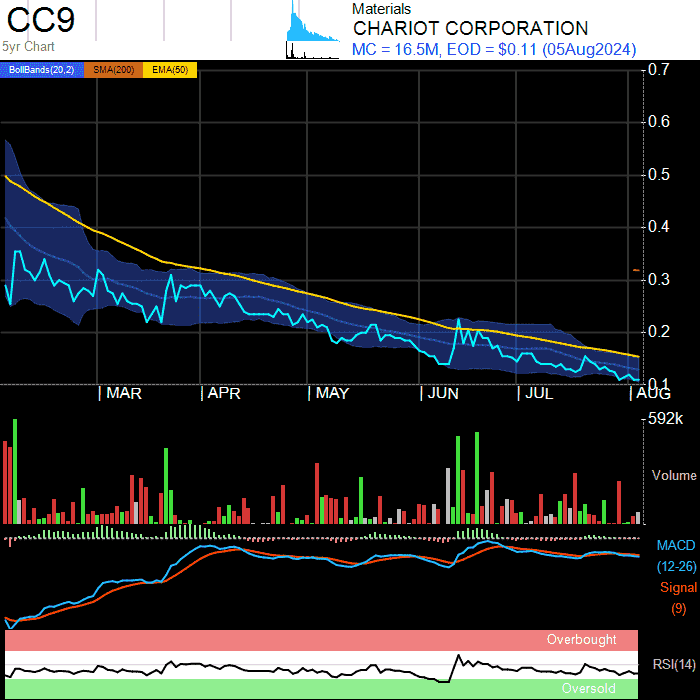 CC9
5yr Chart
Materials
CHARIOT CORPORATION
MC = 16.5M, EOD = $0.11 (05Aug2024)
BollBands(20,2) SMA(200) EMA(50)
0.7
0.6
0.5
0.4
0.3
0.2
0.1
MAR APR MAY JUN JUL AUG
592k
Volume
MACD
(12-26)
Signal
(9)
Overbought
RSI(14)
Oversold